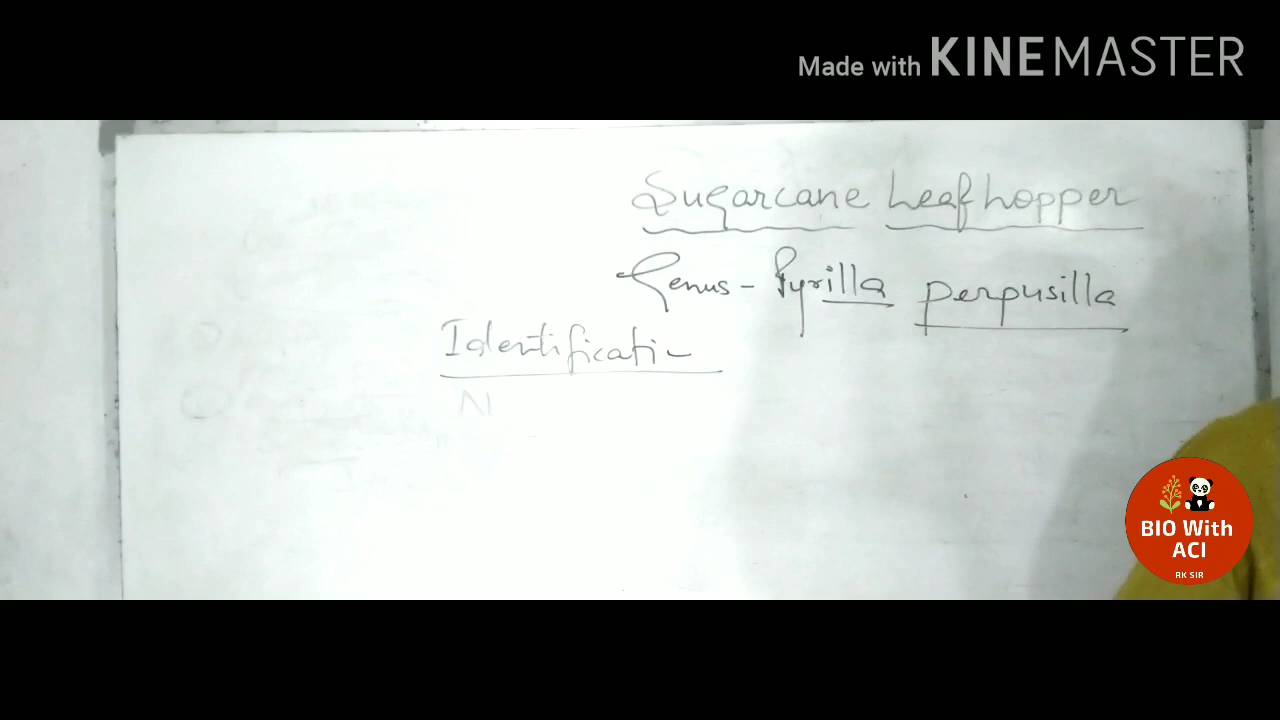 Made with KINEMASTER
Sugarcane Leafhopper
Genus - Pyrilla perpusilla
Identificati
BIO With
ACI
RK SIR